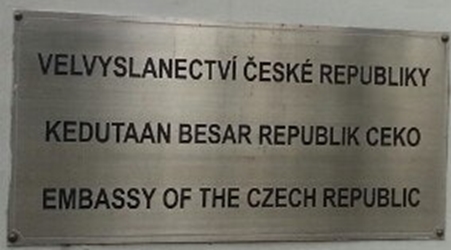 VELVYSLANECTVÍ ČESKÉ REPUBLIKY
KEDUTAAN BESAR REPUBLIK CEKO
EMBASSY OF THE CZECH REPUBLIC